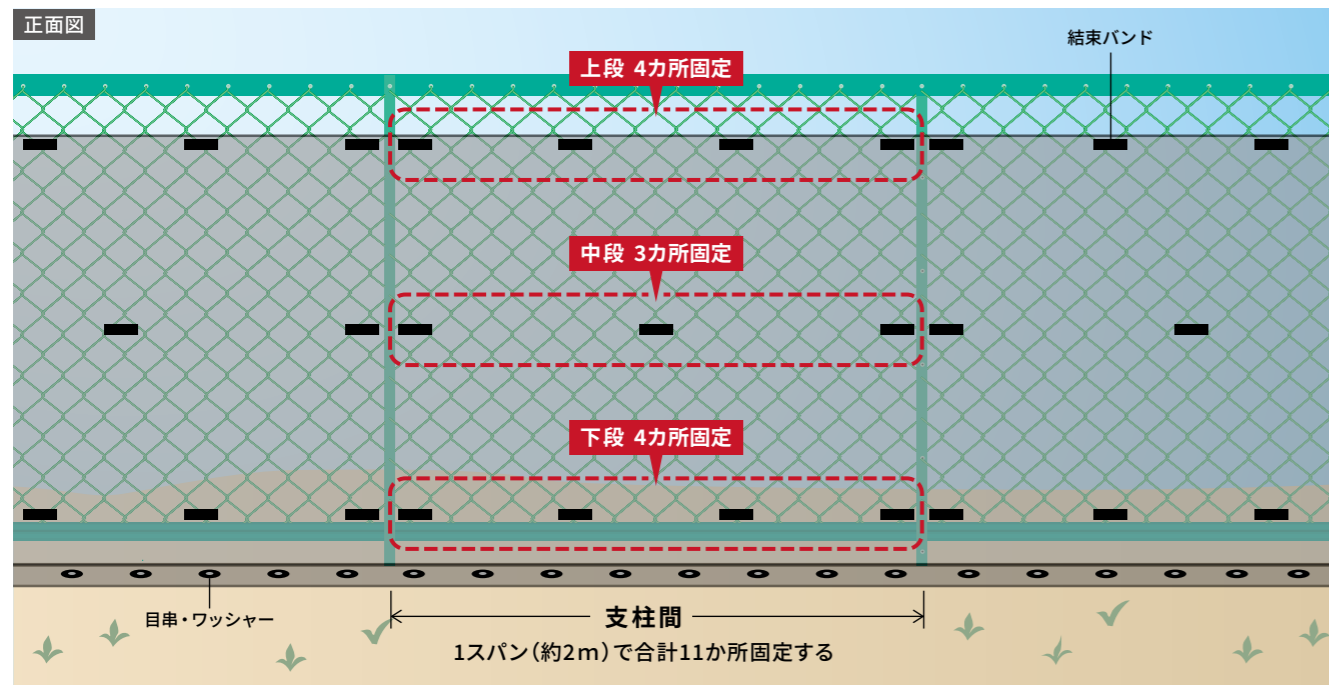 正面図
結束バンド
上段 4カ所固定
中段 3カ所固定
下段 4カ所固定
目串・ワッシャー
支柱間
1スパン（約2m）で合計11か所固定する